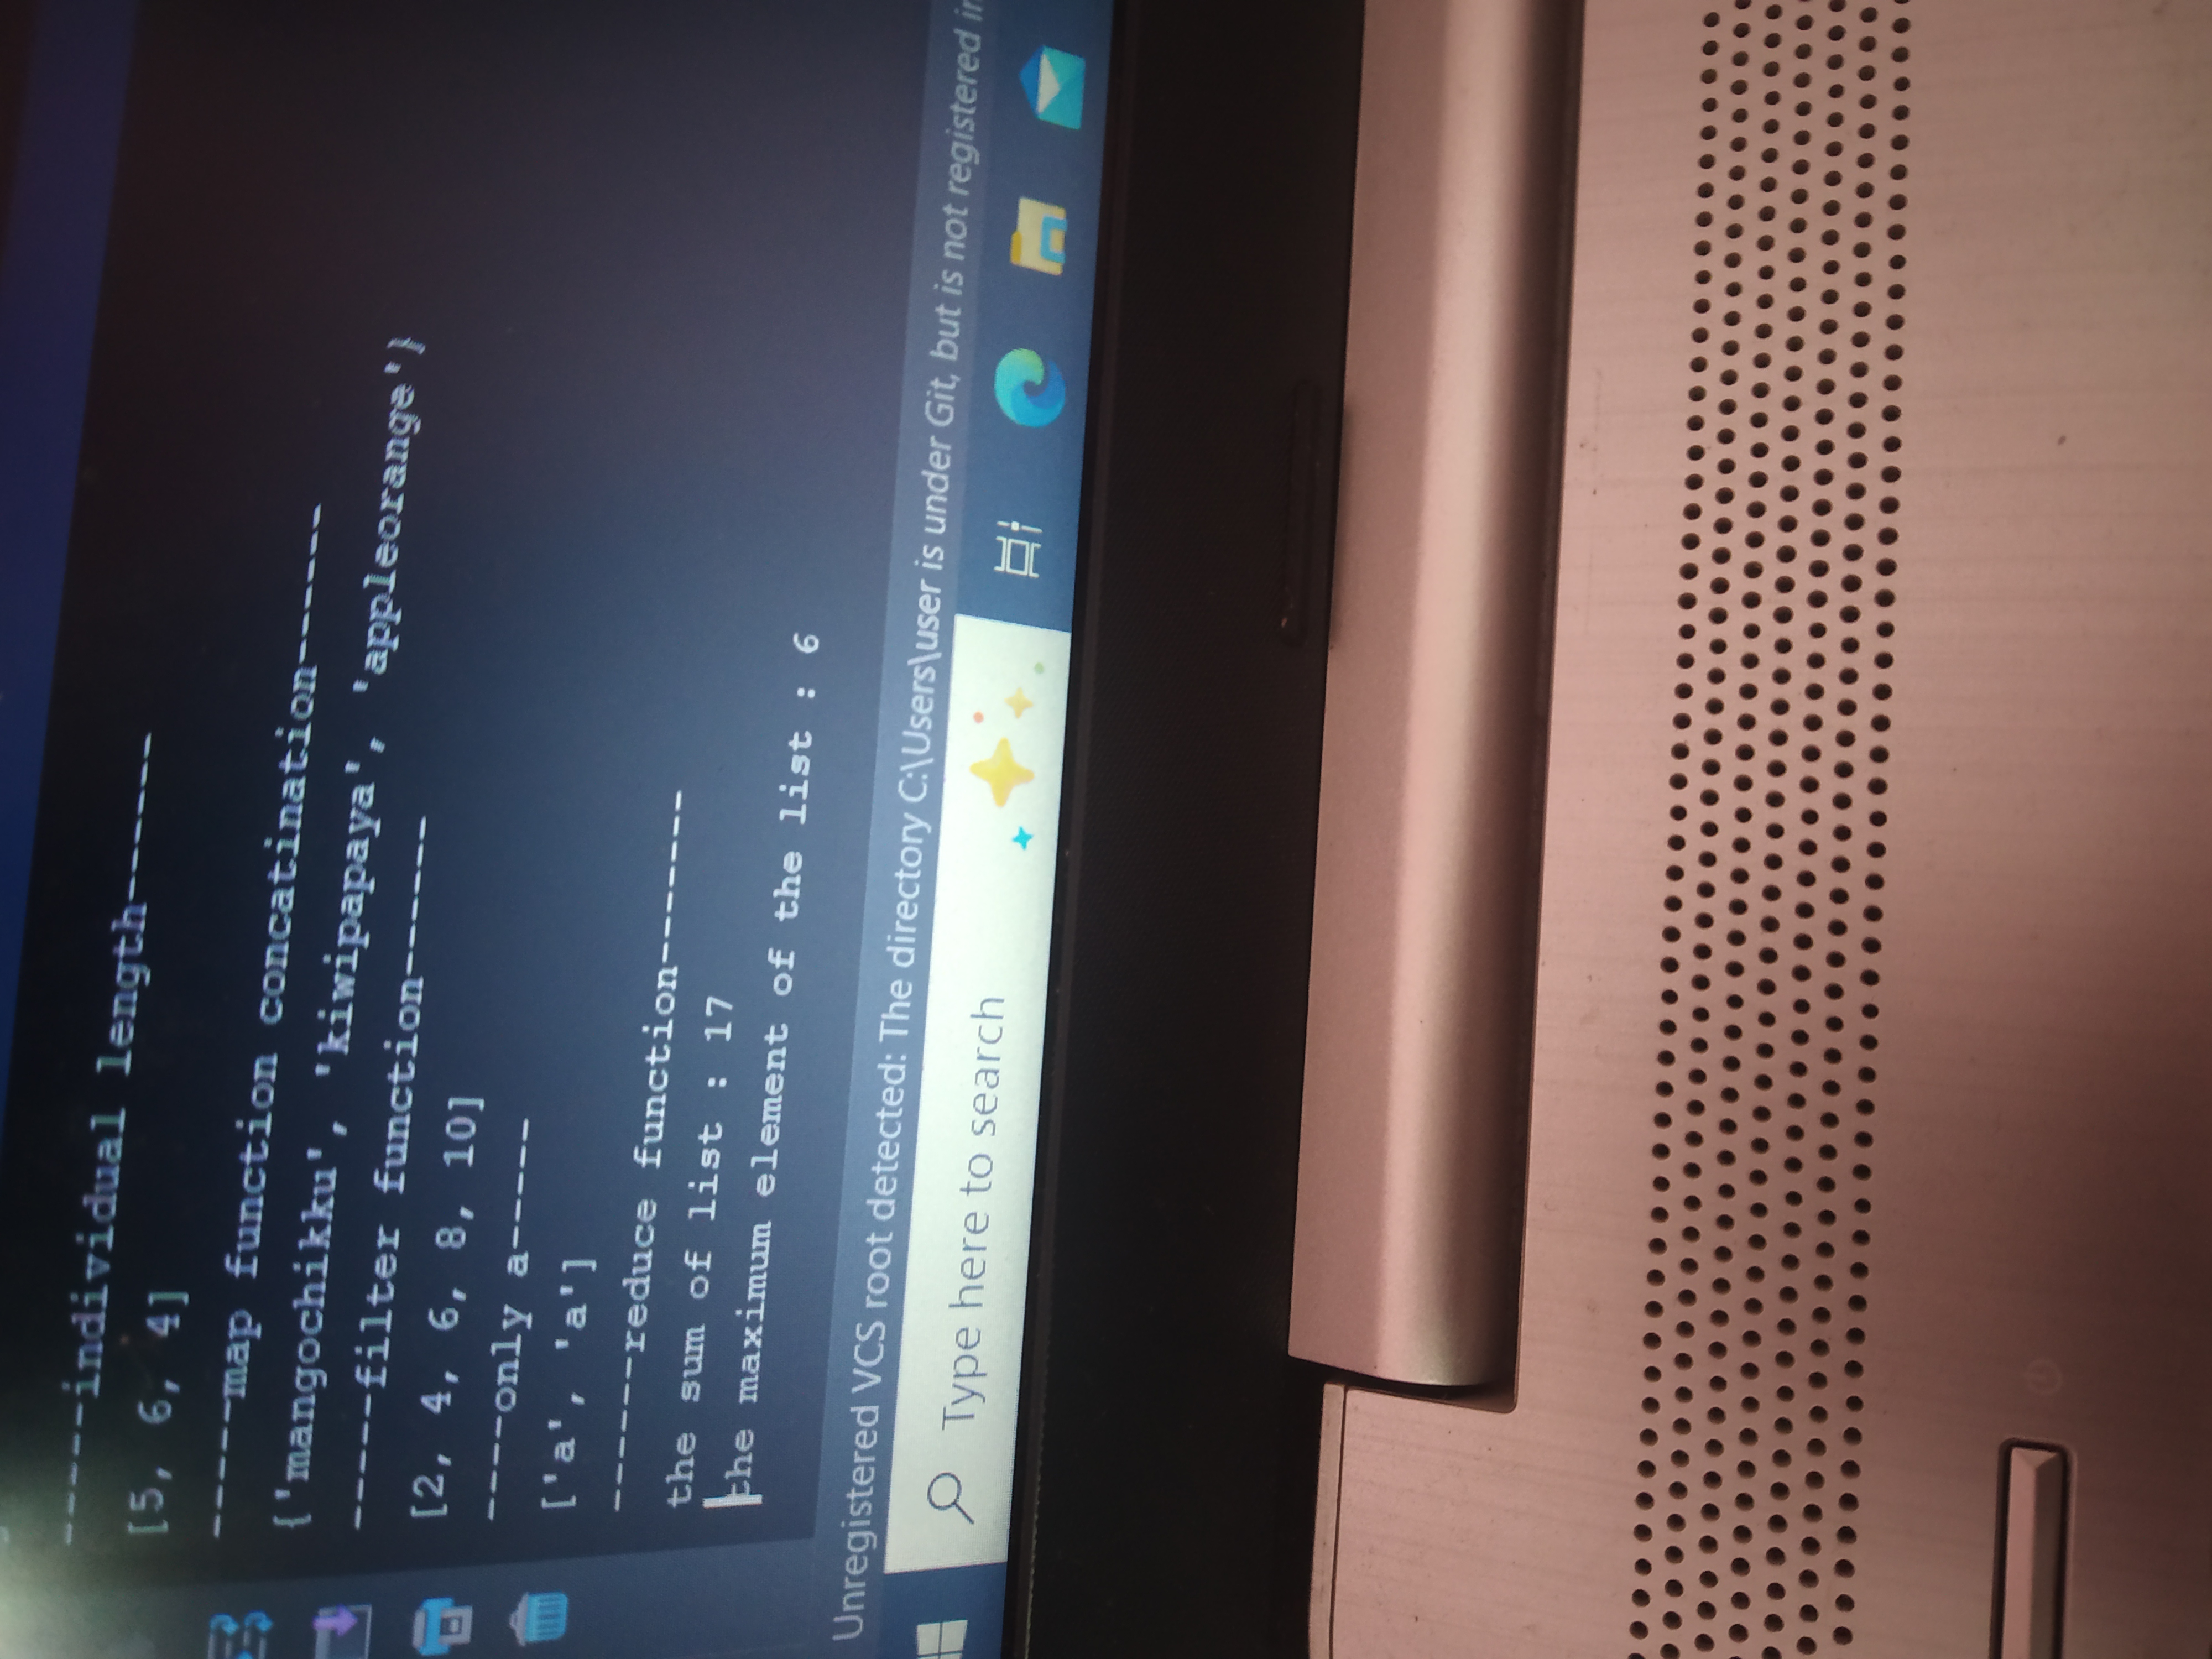 -----individual length------
[5, 6, 4]
-----map function concatination------
{'mangochikku', 'kiwipapaya', 'appleorange'}
-----filter function------
[2, 4, 6, 8, 10]
----only a-----
['a', 'a']
------reduce function-------
the sum of list : 17
the maximum element of the list : 6
Unregistered VCS root detected: The directory C:\Users\user is under Git, but is not registered in
Type here to search